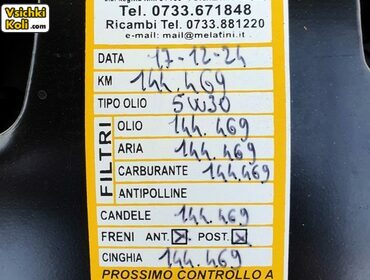 Vsichki
Koli.com
Tel. 0733.671848
Ricambi Tel. 0733.881220
e-mail: mail@melatini.it
DATA 17-12-24
KM 144.469
TIPO OLIO 5W30
FILTRI
OLIO 144.469
ARIA 144.469
CARBURANTE 144.469
ANTIPOLLINE
CANDELE 144.469
FRENI ANT. POST.
CINGHIA 144.469
PROSSIMO CONTROLLO A